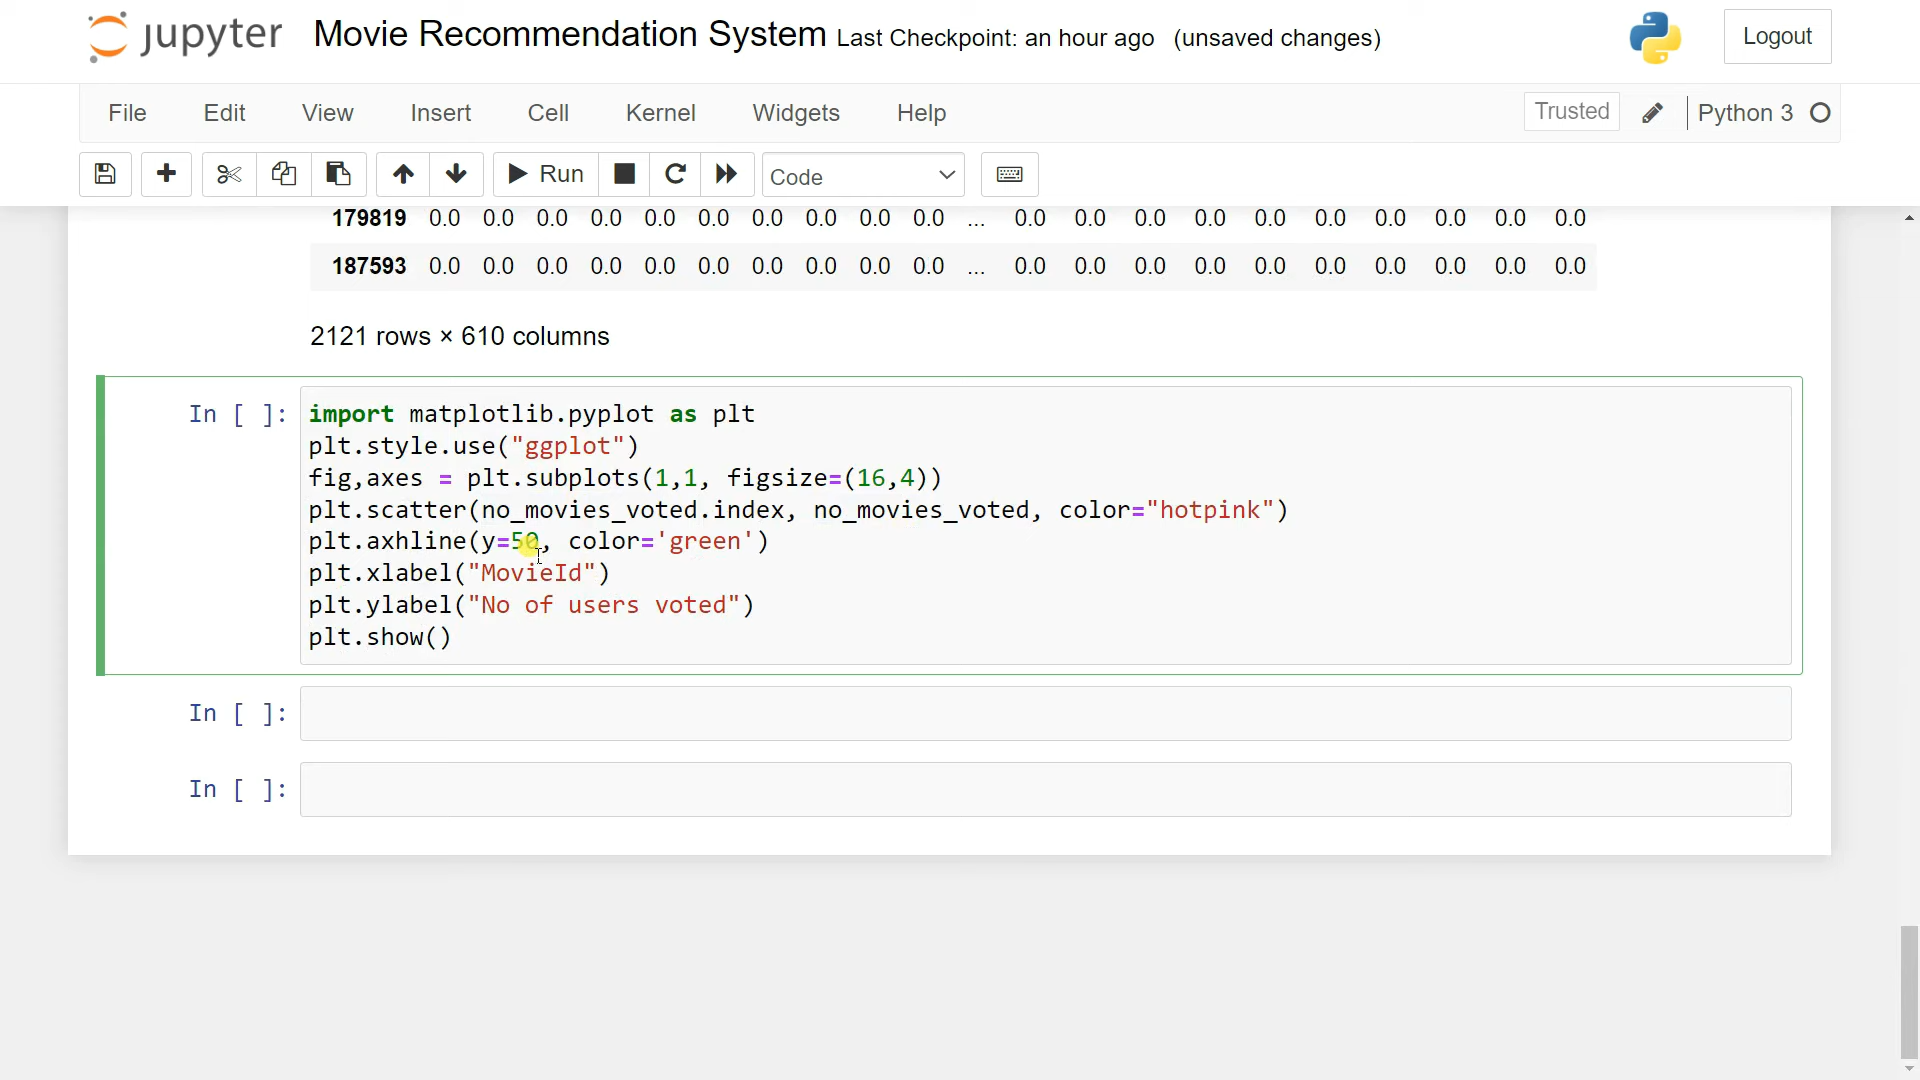 jupyter Movie Recommendation System Last Checkpoint: an hour ago (unsaved changes) Logout
File Edit View Insert Cell Kernel Widgets Help Trusted Python 3
Run Code
179819 0.0 0.0 0.0 0.0 0.0 0.0 0.0 0.0 0.0 0.0 ... 0.0 0.0 0.0 0.0 0.0 0.0 0.0 0.0 0.0 0.0
187593 0.0 0.0 0.0 0.0 0.0 0.0 0.0 0.0 0.0 0.0 ... 0.0 0.0 0.0 0.0 0.0 0.0 0.0 0.0 0.0 0.0
2121 rows × 610 columns
In [ ]: import matplotlib.pyplot as plt
plt.style.use("ggplot")
fig,axes = plt.subplots(1,1, figsize=(16,4))
plt.scatter(no_movies_voted.index, no_movies_voted, color="hotpink")
plt.axhline(y=50, color='green')
plt.xlabel("MovieId")
plt.ylabel("No of users voted")
plt.show()
In [ ]:
In [ ]: